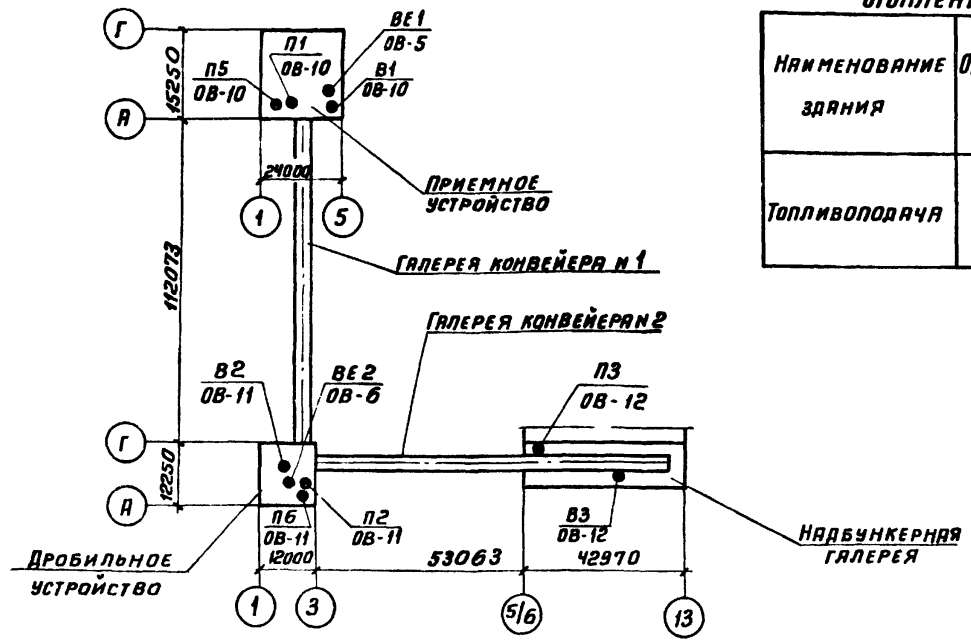 ОТОПЛЕН
НАИМЕНОВАНИЕ
ЗДАНИЯ
ТОПЛИВОПОДАЧА
Г
ВЕ1
ОВ-5
П1
ОВ-10
П5
ОВ-10
В1
ОВ-10
15250
А
24000
ПРИЕМНОЕ
УСТРОЙСТВО
1
5
112073
ГАЛЕРЕЯ КОНВЕЙЕРА N 1
ГАЛЕРЕЯ КОНВЕЙЕРА N 2
В2
ОВ-11
ВЕ2
ОВ-6
П3
ОВ-12
Г
12250
А
П6
ОВ-11
П2
ОВ-11
В3
ОВ-12
НАДБУНКЕРНАЯ
ГАЛЕРЕЯ
ДРОБИЛЬНОЕ
УСТРОЙСТВО
12000
53063
42970
1
3
5/6
13